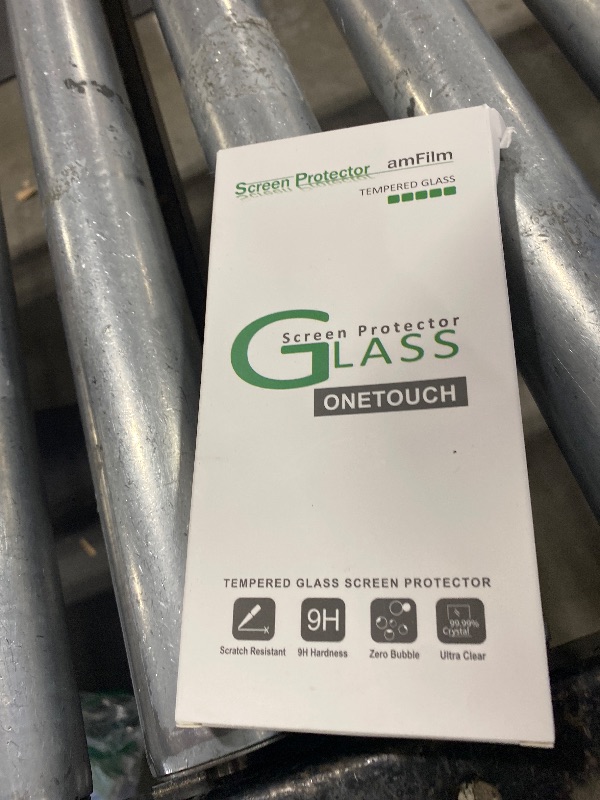 Screen Protector amFilm
TEMPERED GLASS
Screen Protector
GLASS
ONETOUCH
TEMPERED GLASS SCREEN PROTECTOR
9H
99.99%
Crystal
Scratch Resistant 9H Hardness Zero Bubble Ultra Clear